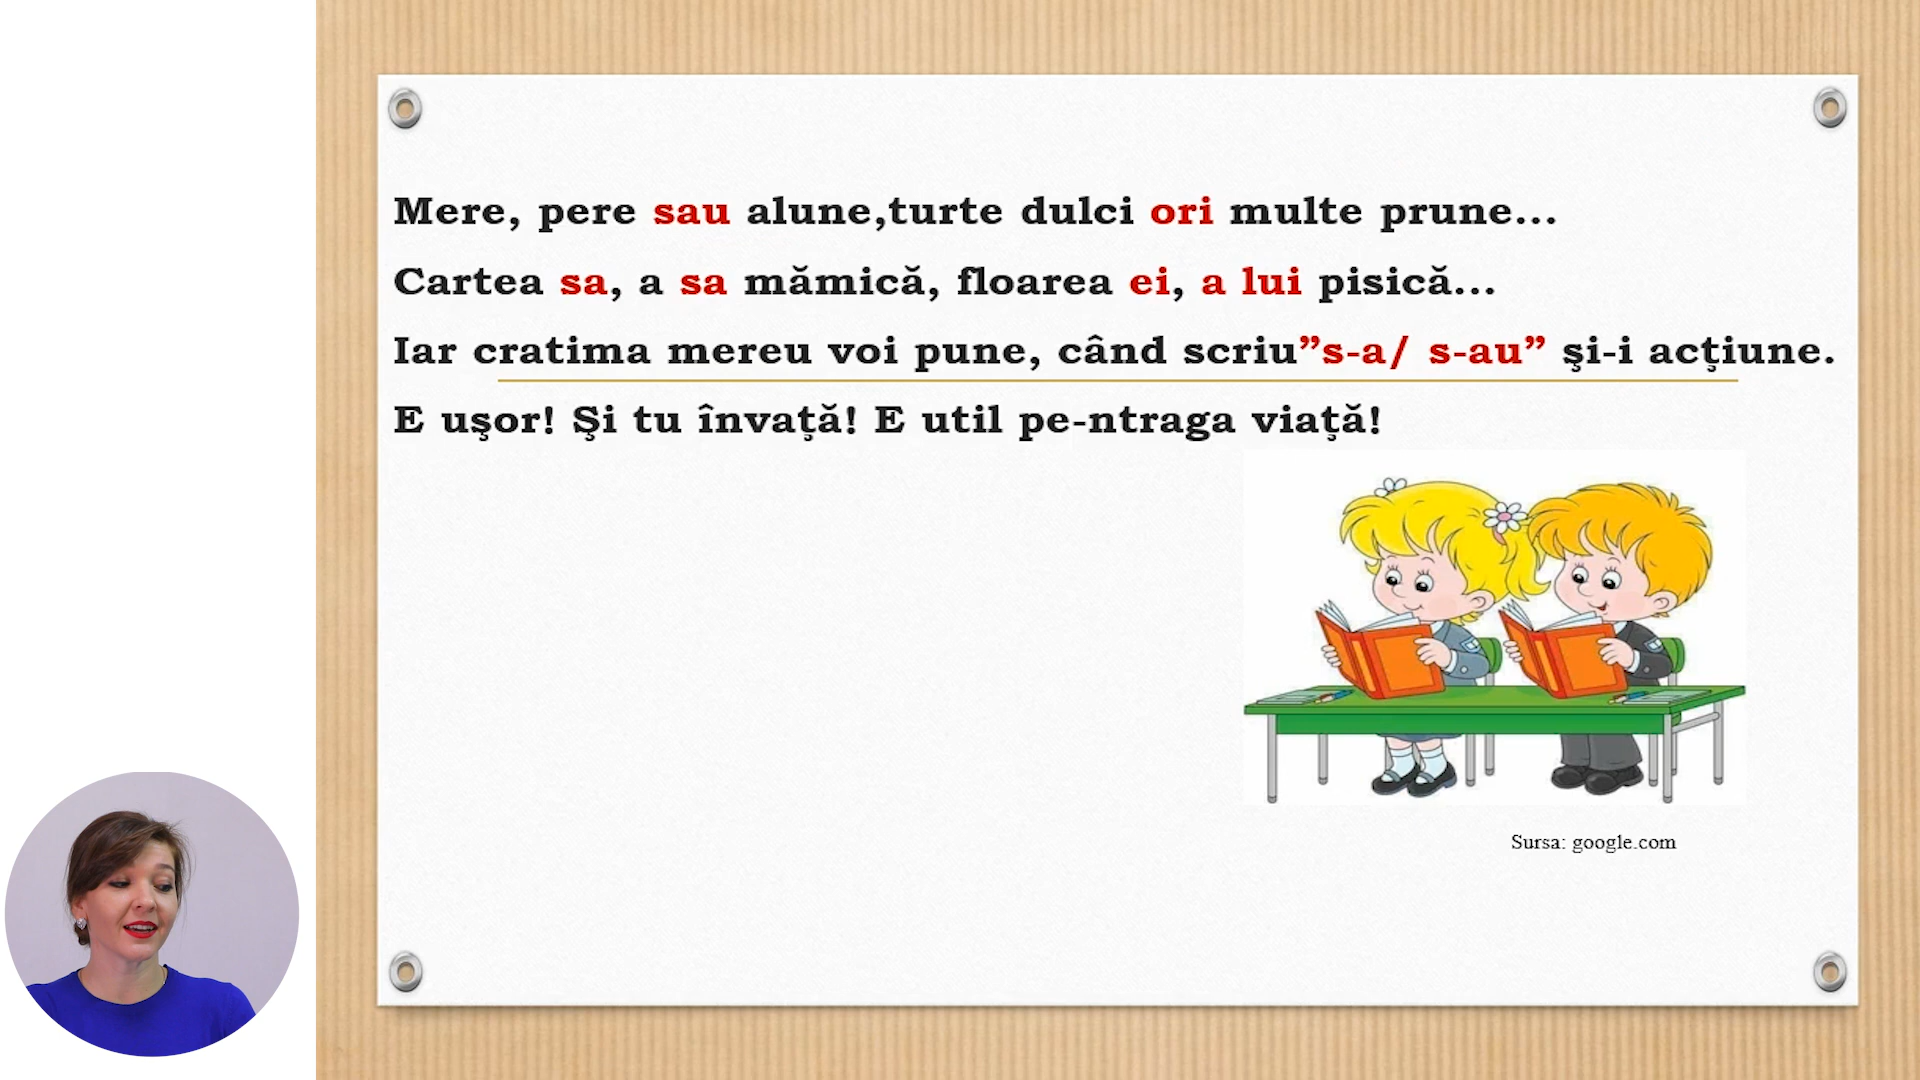 Mere, pere sau alune,turte dulci ori multe prune...
Cartea sa, a sa mămică, floarea ei, a lui pisică...
Iar cratima mereu voi pune, când scriu”s-a/ s-au” şi-i acţiune.
E uşor! Şi tu învaţă! E util pe-ntraga viaţă!
Sursa: google.com